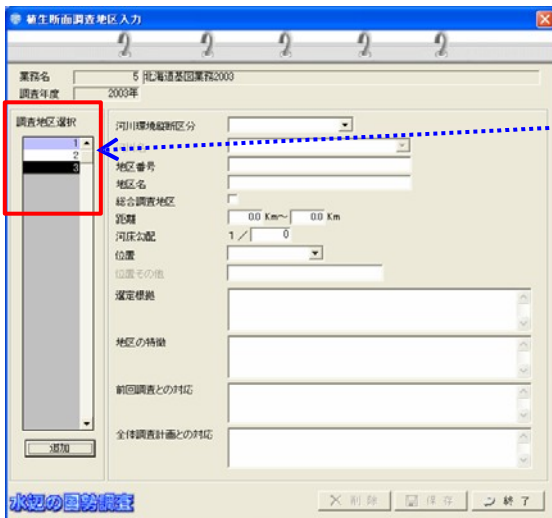 植生断面調査地区入力
業務名 5 北海道基図業務2003
調査年度 2003年
調査地区選択
1
2
3
追加
河川環境縦断区分
地区番号
地区名
総合調査地区
距離 0.0 Km～ 0.0 Km
河床勾配 1／ 0
位置
位置その他
選定根拠
地区の特徴
前回調査との対応
全体調査計画との対応
水辺の国勢調査
削除 保存 終了